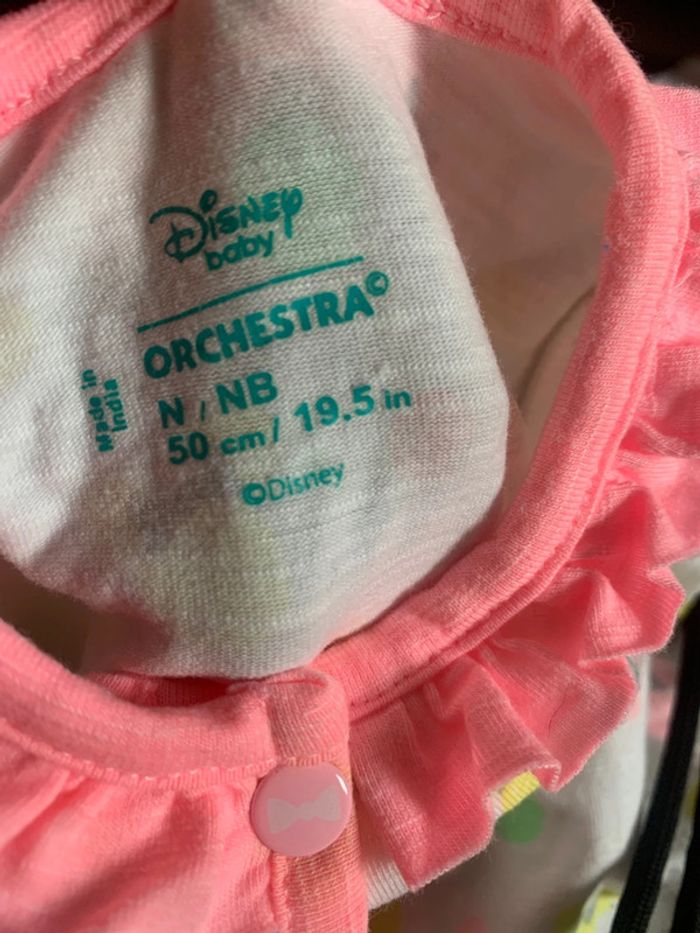 Disney
baby
ORCHESTRA©
Made in
India
N / NB
50 cm / 19.5 in
©Disney